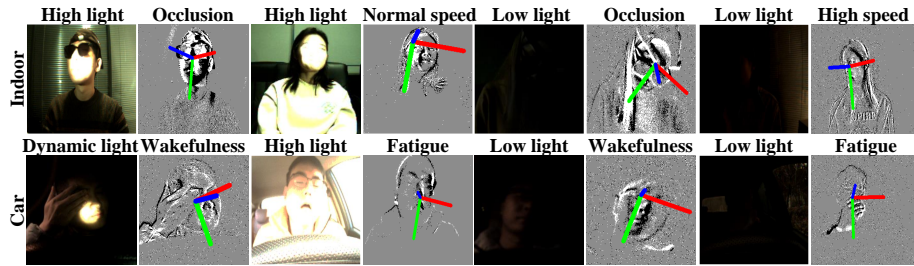 High light Occlusion High light Normal speed Low light Occlusion Low light High speed
Indoor
Dynamic light Wakefulness High light Fatigue Low light Wakefulness Low light Fatigue
Car